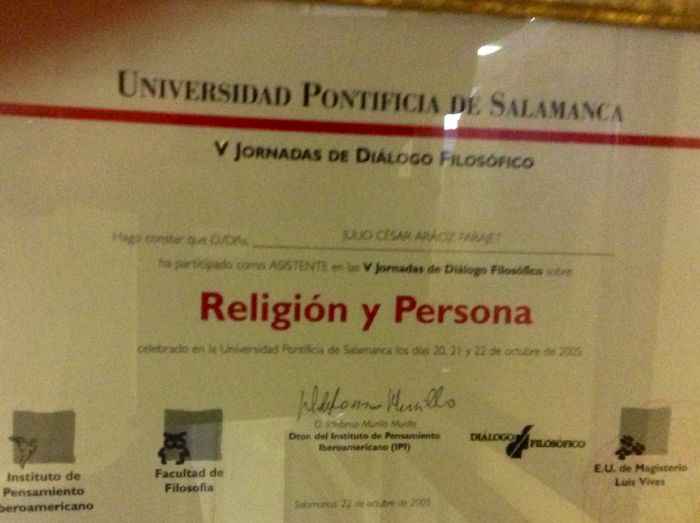 UNIVERSIDAD PONTIFICIA DE SALAMANCA
V JORNADAS DE DIÁLOGO FILOSÓFICO
Hago constar que D./Dña. JULIO CÉSAR ARÁOZ FARAJET
ha participado como ASISTENTE en las V Jornadas de Diálogo Filosófico sobre
Religión y Persona
celebrado en la Universidad Pontificia de Salamanca los días 20, 21 y 22 de octubre de 2005.
Ildefonso Murillo
D. Ildefonso Murillo Murillo
Dtor. del Instituto de Pensamiento
Iberoamericano (IPI)
DIÁLOGO FILOSÓFICO
Instituto de
Pensamiento
beroamericano
Facultad de
Filosofía
E.U. de Magisterio
Luis Vives
Salamanca, 22 de octubre de 2005